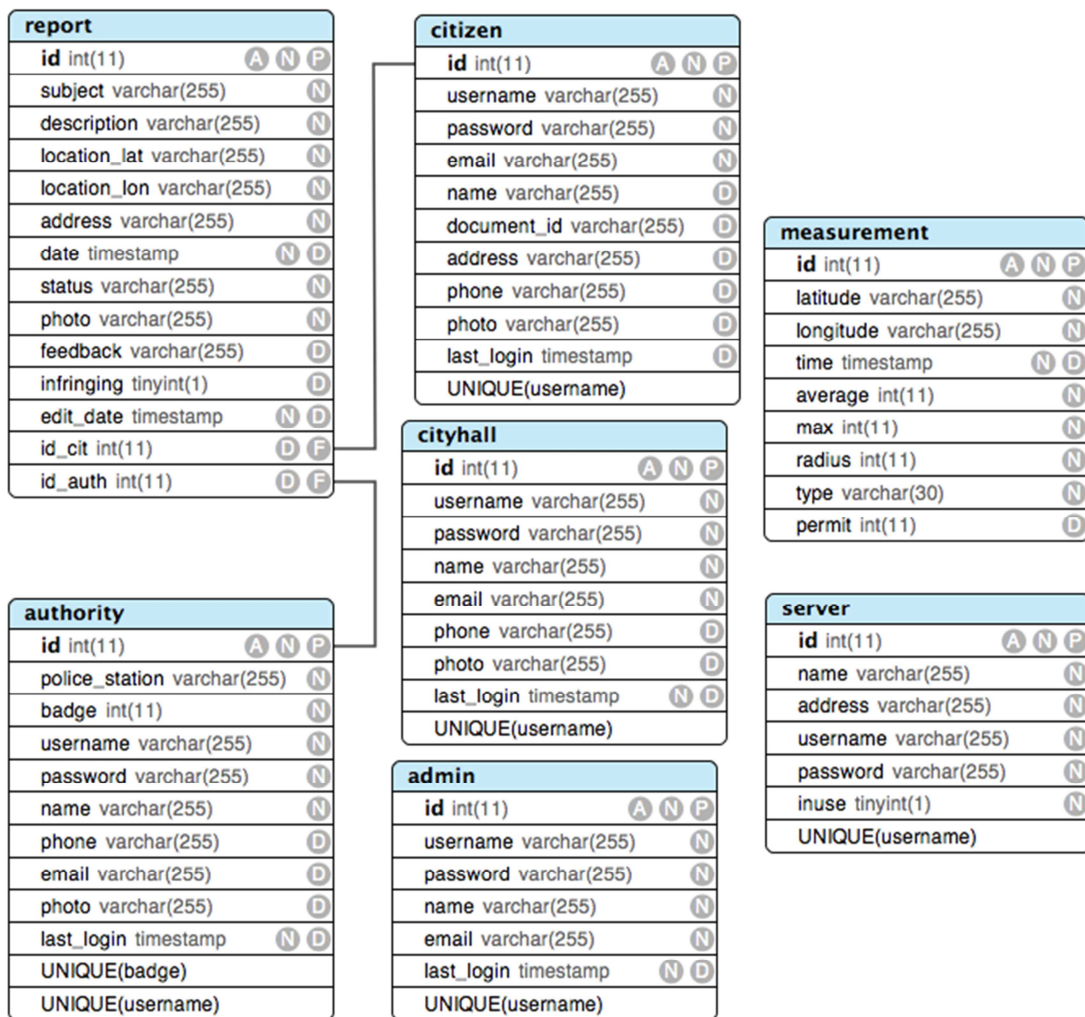 report
id int(11) A N P
subject varchar(255) N
description varchar(255) N
location_lat varchar(255) N
location_lon varchar(255) N
address varchar(255) N
date timestamp N D
status varchar(255) N
photo varchar(255) N
feedback varchar(255) D
infringing tinyint(1) D
edit_date timestamp N D
id_cit int(11) D F
id_auth int(11) D F
citizen
id int(11) A N P
username varchar(255) N
password varchar(255) N
email varchar(255) N
name varchar(255) D
document_id varchar(255) D
address varchar(255) D
phone varchar(255) D
photo varchar(255) D
last_login timestamp D
UNIQUE(username)
measurement
id int(11) A N P
latitude varchar(255) N
longitude varchar(255) N
time timestamp N D
average int(11) N
max int(11) N
radius int(11) N
type varchar(30) N
permit int(11) D
cityhall
id int(11) A N P
username varchar(255) N
password varchar(255) N
name varchar(255) N
email varchar(255) N
phone varchar(255) D
photo varchar(255) D
last_login timestamp N D
UNIQUE(username)
authority
id int(11) A N P
police_station varchar(255) N
badge int(11) N
username varchar(255) N
password varchar(255) N
name varchar(255) N
phone varchar(255) D
email varchar(255) D
photo varchar(255) D
last_login timestamp N D
UNIQUE(badge)
UNIQUE(username)
admin
id int(11) A N P
username varchar(255) N
password varchar(255) N
name varchar(255) N
email varchar(255) N
last_login timestamp N D
UNIQUE(username)
server
id int(11) A N P
name varchar(255) N
address varchar(255) N
username varchar(255) N
password varchar(255) N
inuse tinyint(1) N
UNIQUE(username)